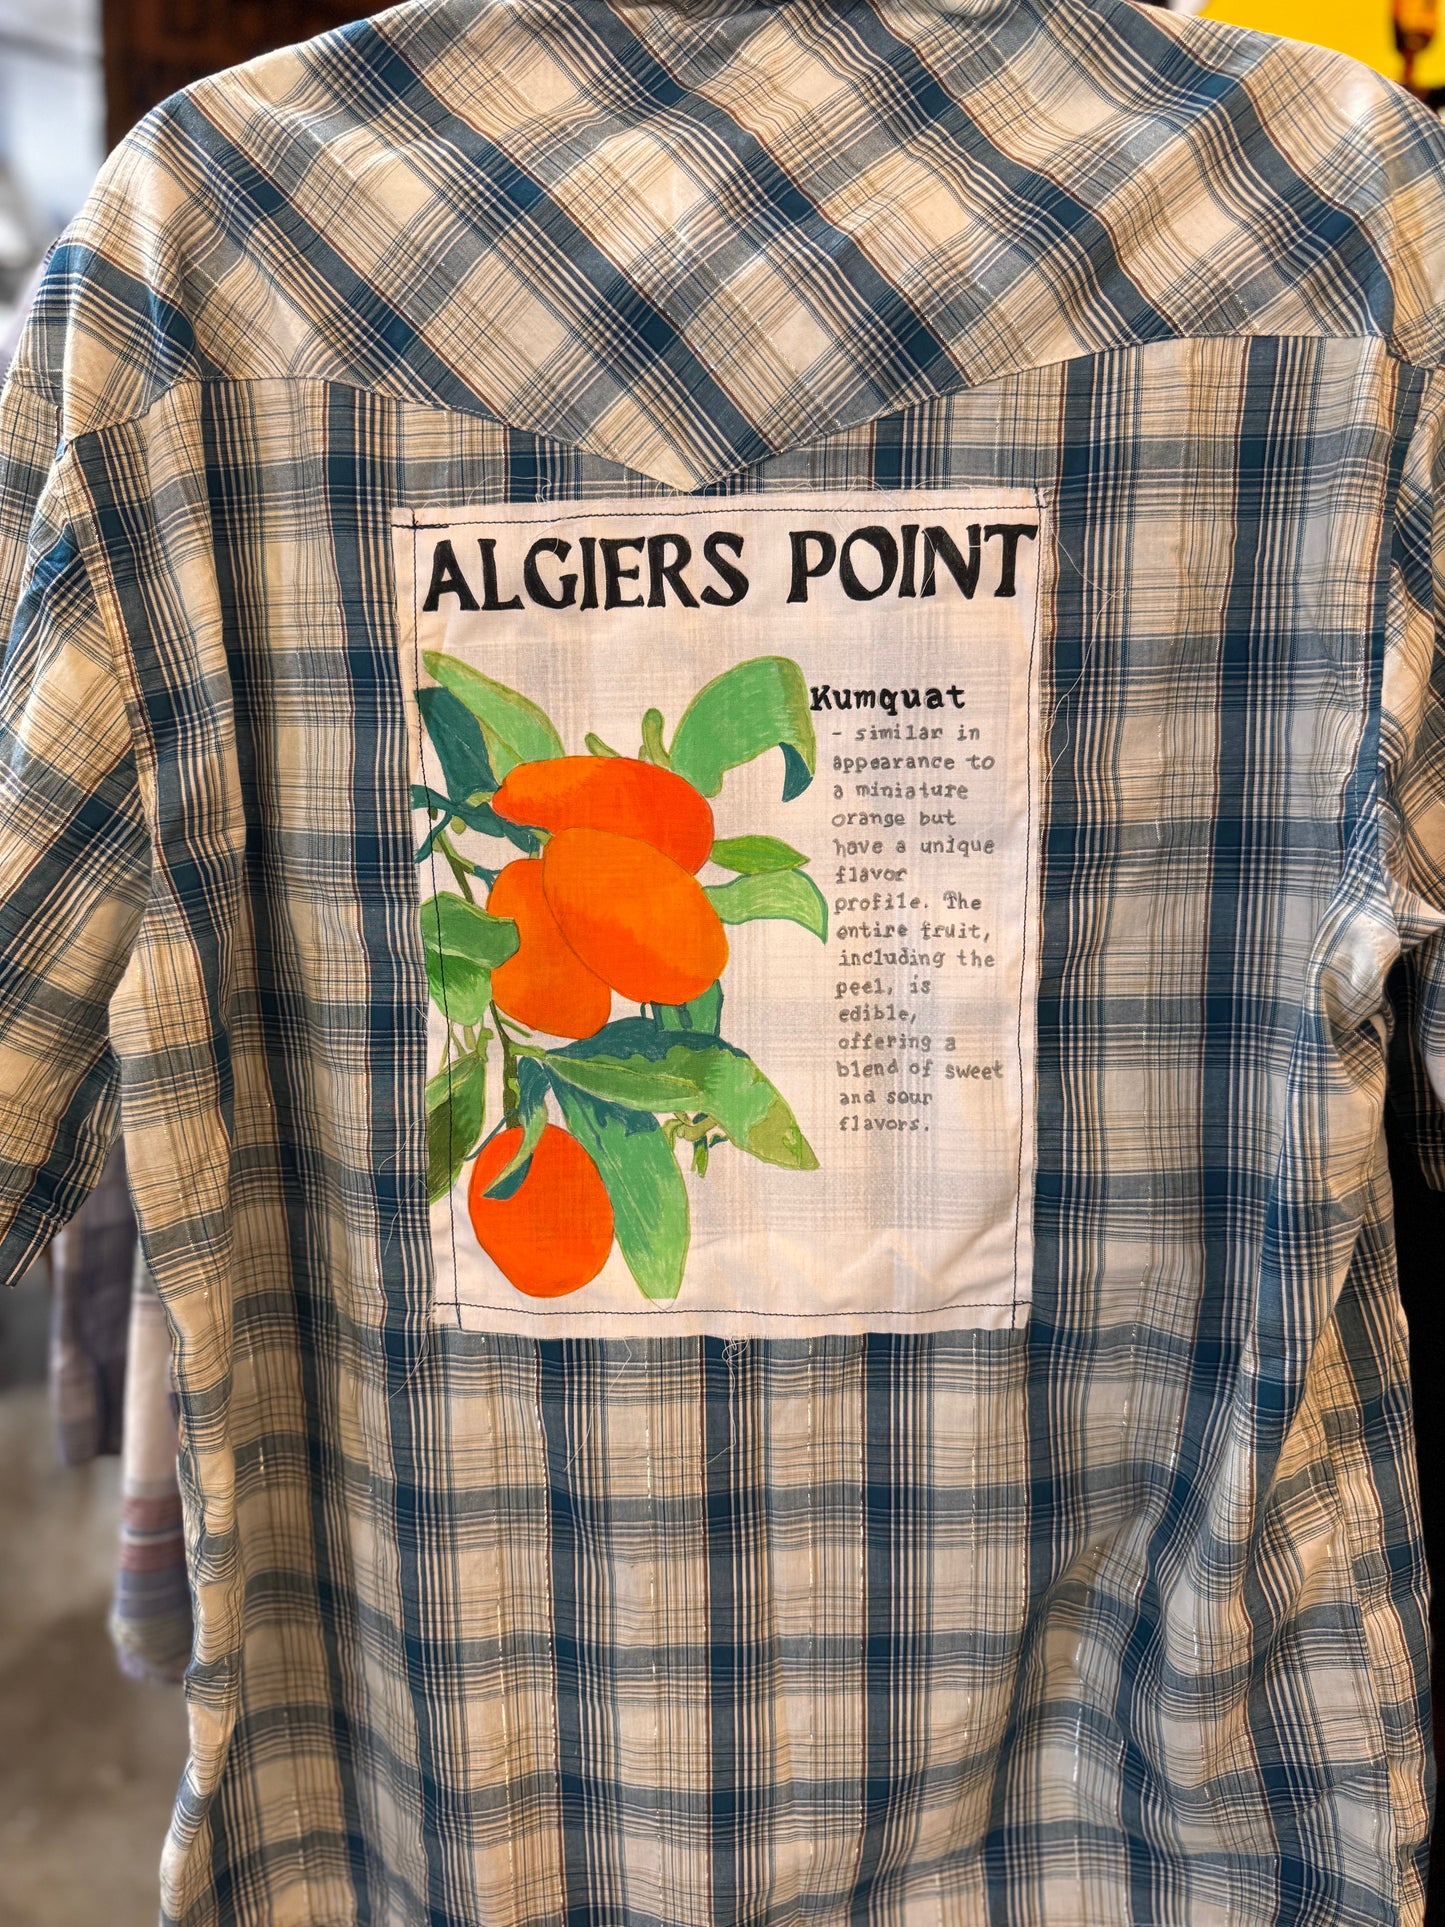 ALGIERS POINT
Kumquat
- similar in
appearance to
a miniature
orange but
have a unique
flavor
profile. The
entire fruit,
including the
peel, is
edible,
offering a
blend of sweet
and sour
flavors.